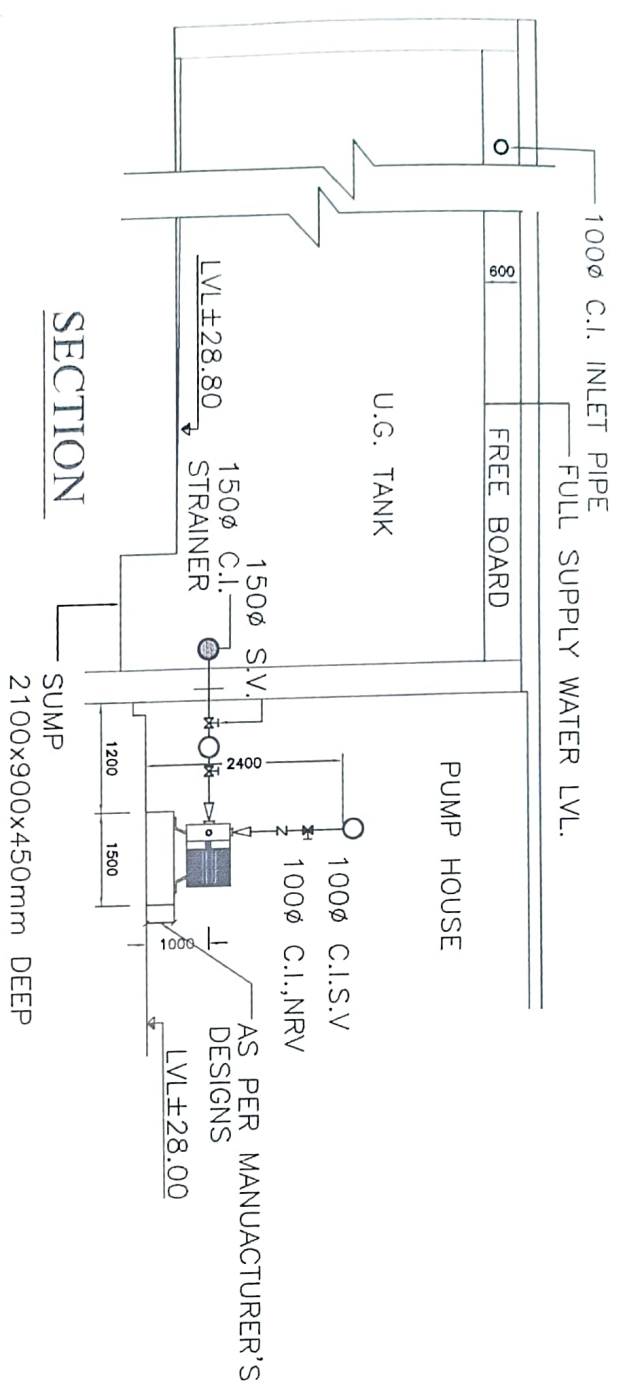 100ø C.I. INLET PIPE
FULL SUPPLY WATER LVL.
600
FREE BOARD
U.G. TANK
PUMP HOUSE
LVL±28.80
150ø C.I.
STRAINER
150ø S.V.
2400
100ø C.I.S.V
100ø C.I.,NRV
1200
1500
1000
AS PER MANUACTURER'S
DESIGNS
LVL±28.00
SUMP
2100x900x450mm DEEP
SECTION